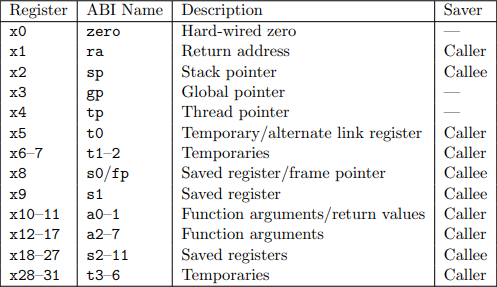 Register ABI Name Description Saver
x0 zero Hard-wired zero —
x1 ra Return address Caller
x2 sp Stack pointer Callee
x3 gp Global pointer —
x4 tp Thread pointer —
x5 t0 Temporary/alternate link register Caller
x6–7 t1–2 Temporaries Caller
x8 s0/fp Saved register/frame pointer Callee
x9 s1 Saved register Callee
x10–11 a0–1 Function arguments/return values Caller
x12–17 a2–7 Function arguments Caller
x18–27 s2–11 Saved registers Callee
x28–31 t3–6 Temporaries Caller